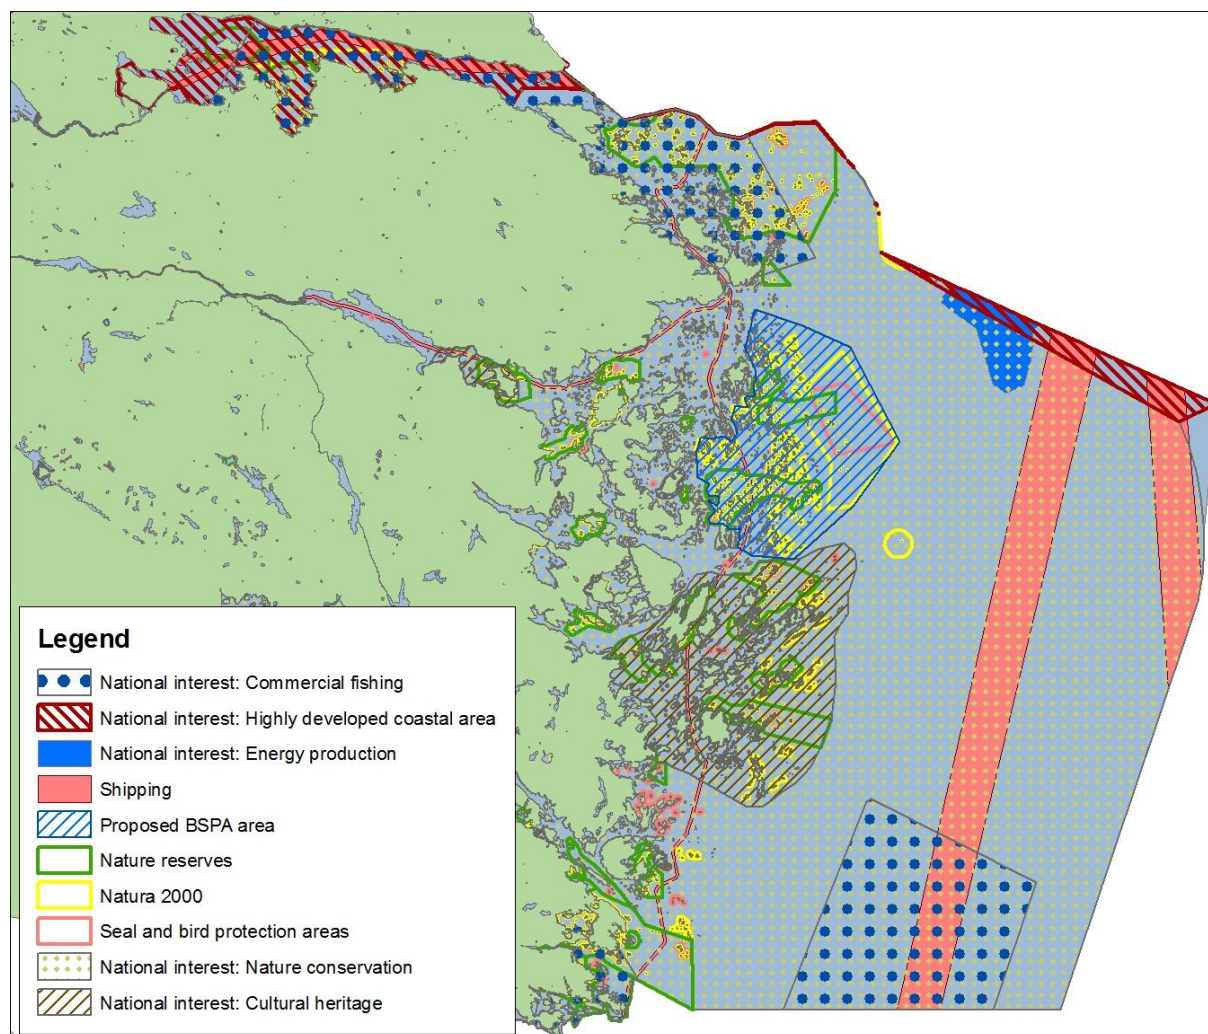 Legend
National interest: Commercial fishing
National interest: Highly developed coastal area
National interest: Energy production
Shipping
Proposed BSPA area
Nature reserves
Natura 2000
Seal and bird protection areas
National interest: Nature conservation
National interest: Cultural heritage